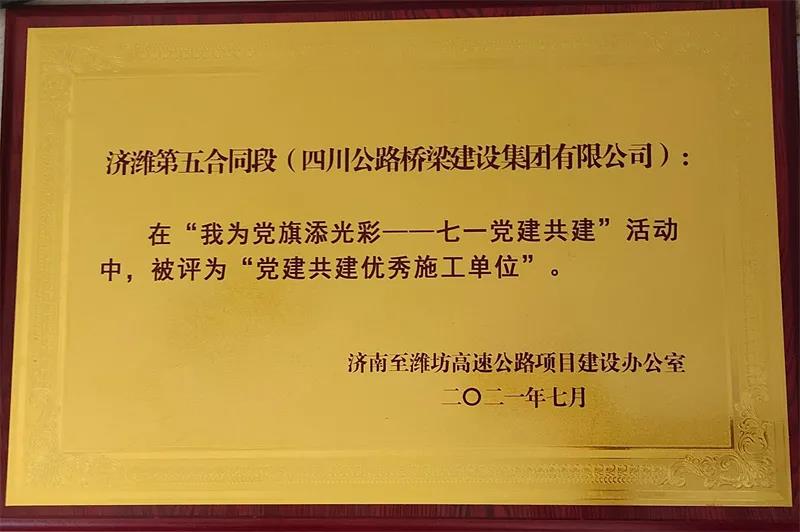 济潍第五合同段（四川公路桥梁建设集团有限公司）：
在“我为党旗添光彩——七一党建共建”活动
中，被评为“党建共建优秀施工单位”。
济南至潍坊高速公路项目建设办公室
二〇二一年七月